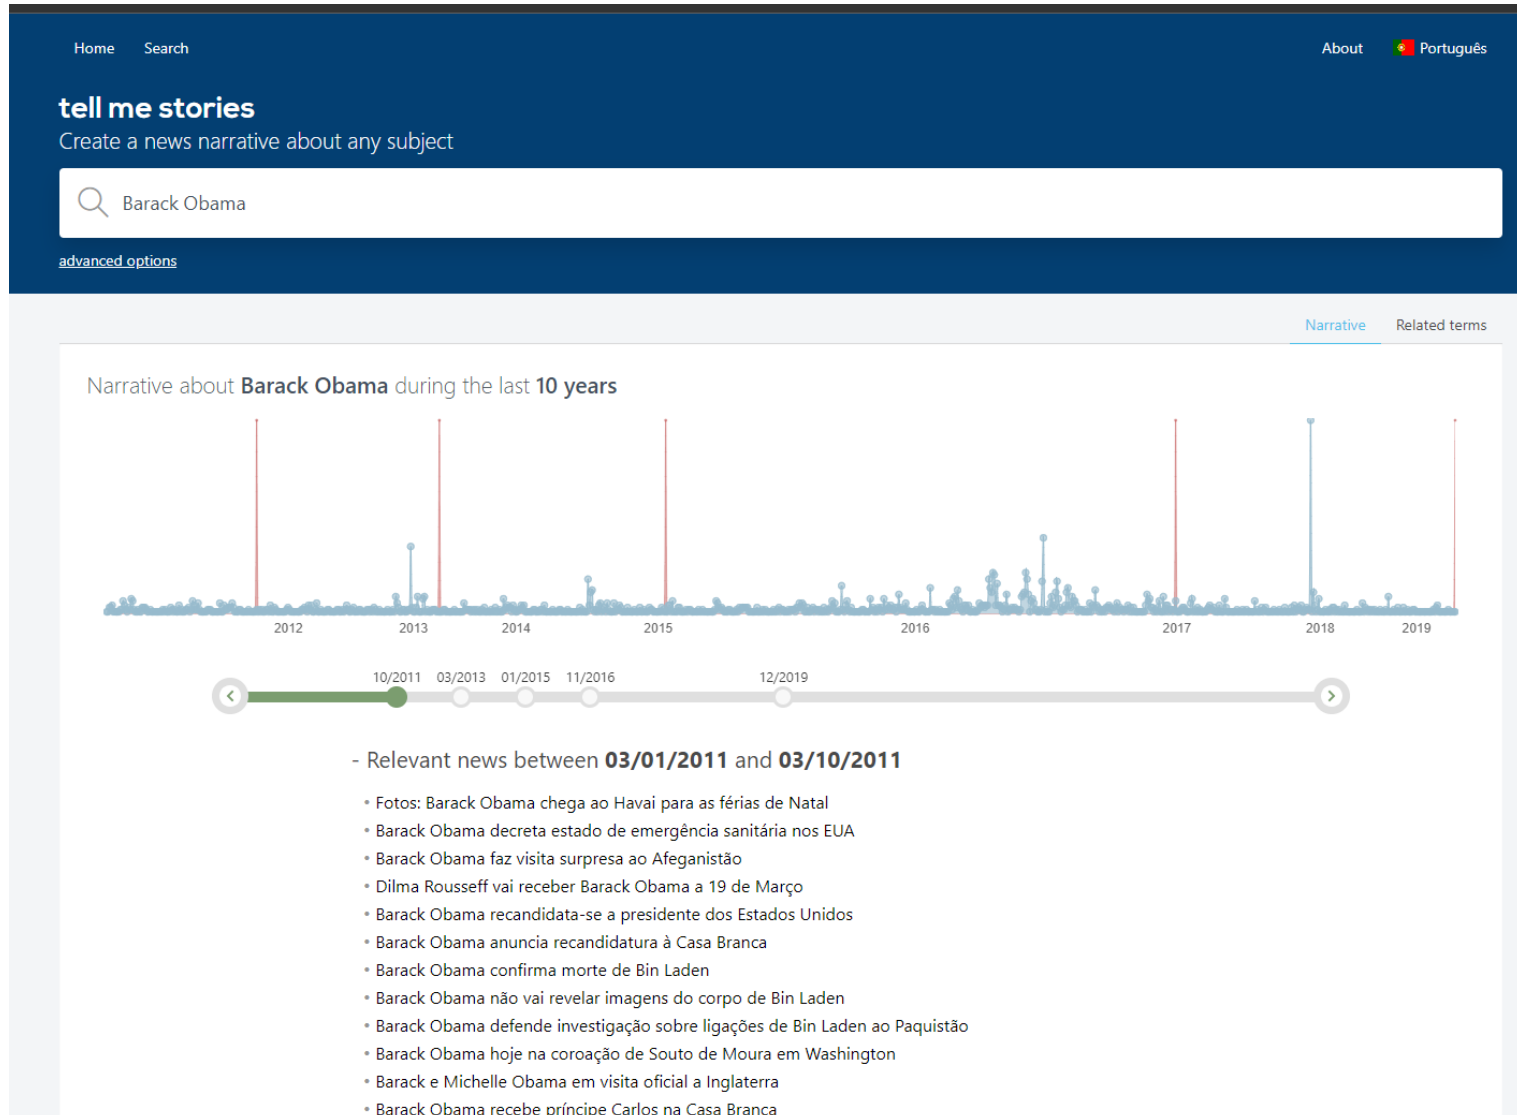 Home Search About Português
tell me stories
Create a news narrative about any subject
Barack Obama
advanced options
Narrative Related terms
Narrative about Barack Obama during the last 10 years
2012 2013 2014 2015 2016 2017 2018 2019
10/2011 03/2013 01/2015 11/2016 12/2019
- Relevant news between 03/01/2011 and 03/10/2011
• Fotos: Barack Obama chega ao Havai para as férias de Natal
• Barack Obama decreta estado de emergência sanitária nos EUA
• Barack Obama faz visita surpresa ao Afeganistão
• Dilma Rousseff vai receber Barack Obama a 19 de Março
• Barack Obama recandidata-se a presidente dos Estados Unidos
• Barack Obama anuncia recandidatura à Casa Branca
• Barack Obama confirma morte de Bin Laden
• Barack Obama não vai revelar imagens do corpo de Bin Laden
• Barack Obama defende investigação sobre ligações de Bin Laden ao Paquistão
• Barack Obama hoje na coroação de Souto de Moura em Washington
• Barack e Michelle Obama em visita oficial a Inglaterra
• Barack Obama recebe príncipe Carlos na Casa Branca